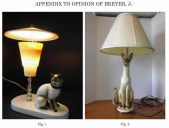 APPENDIX TO OPINION OF BREYER, J.
Fig. 1.
Fig. 2.